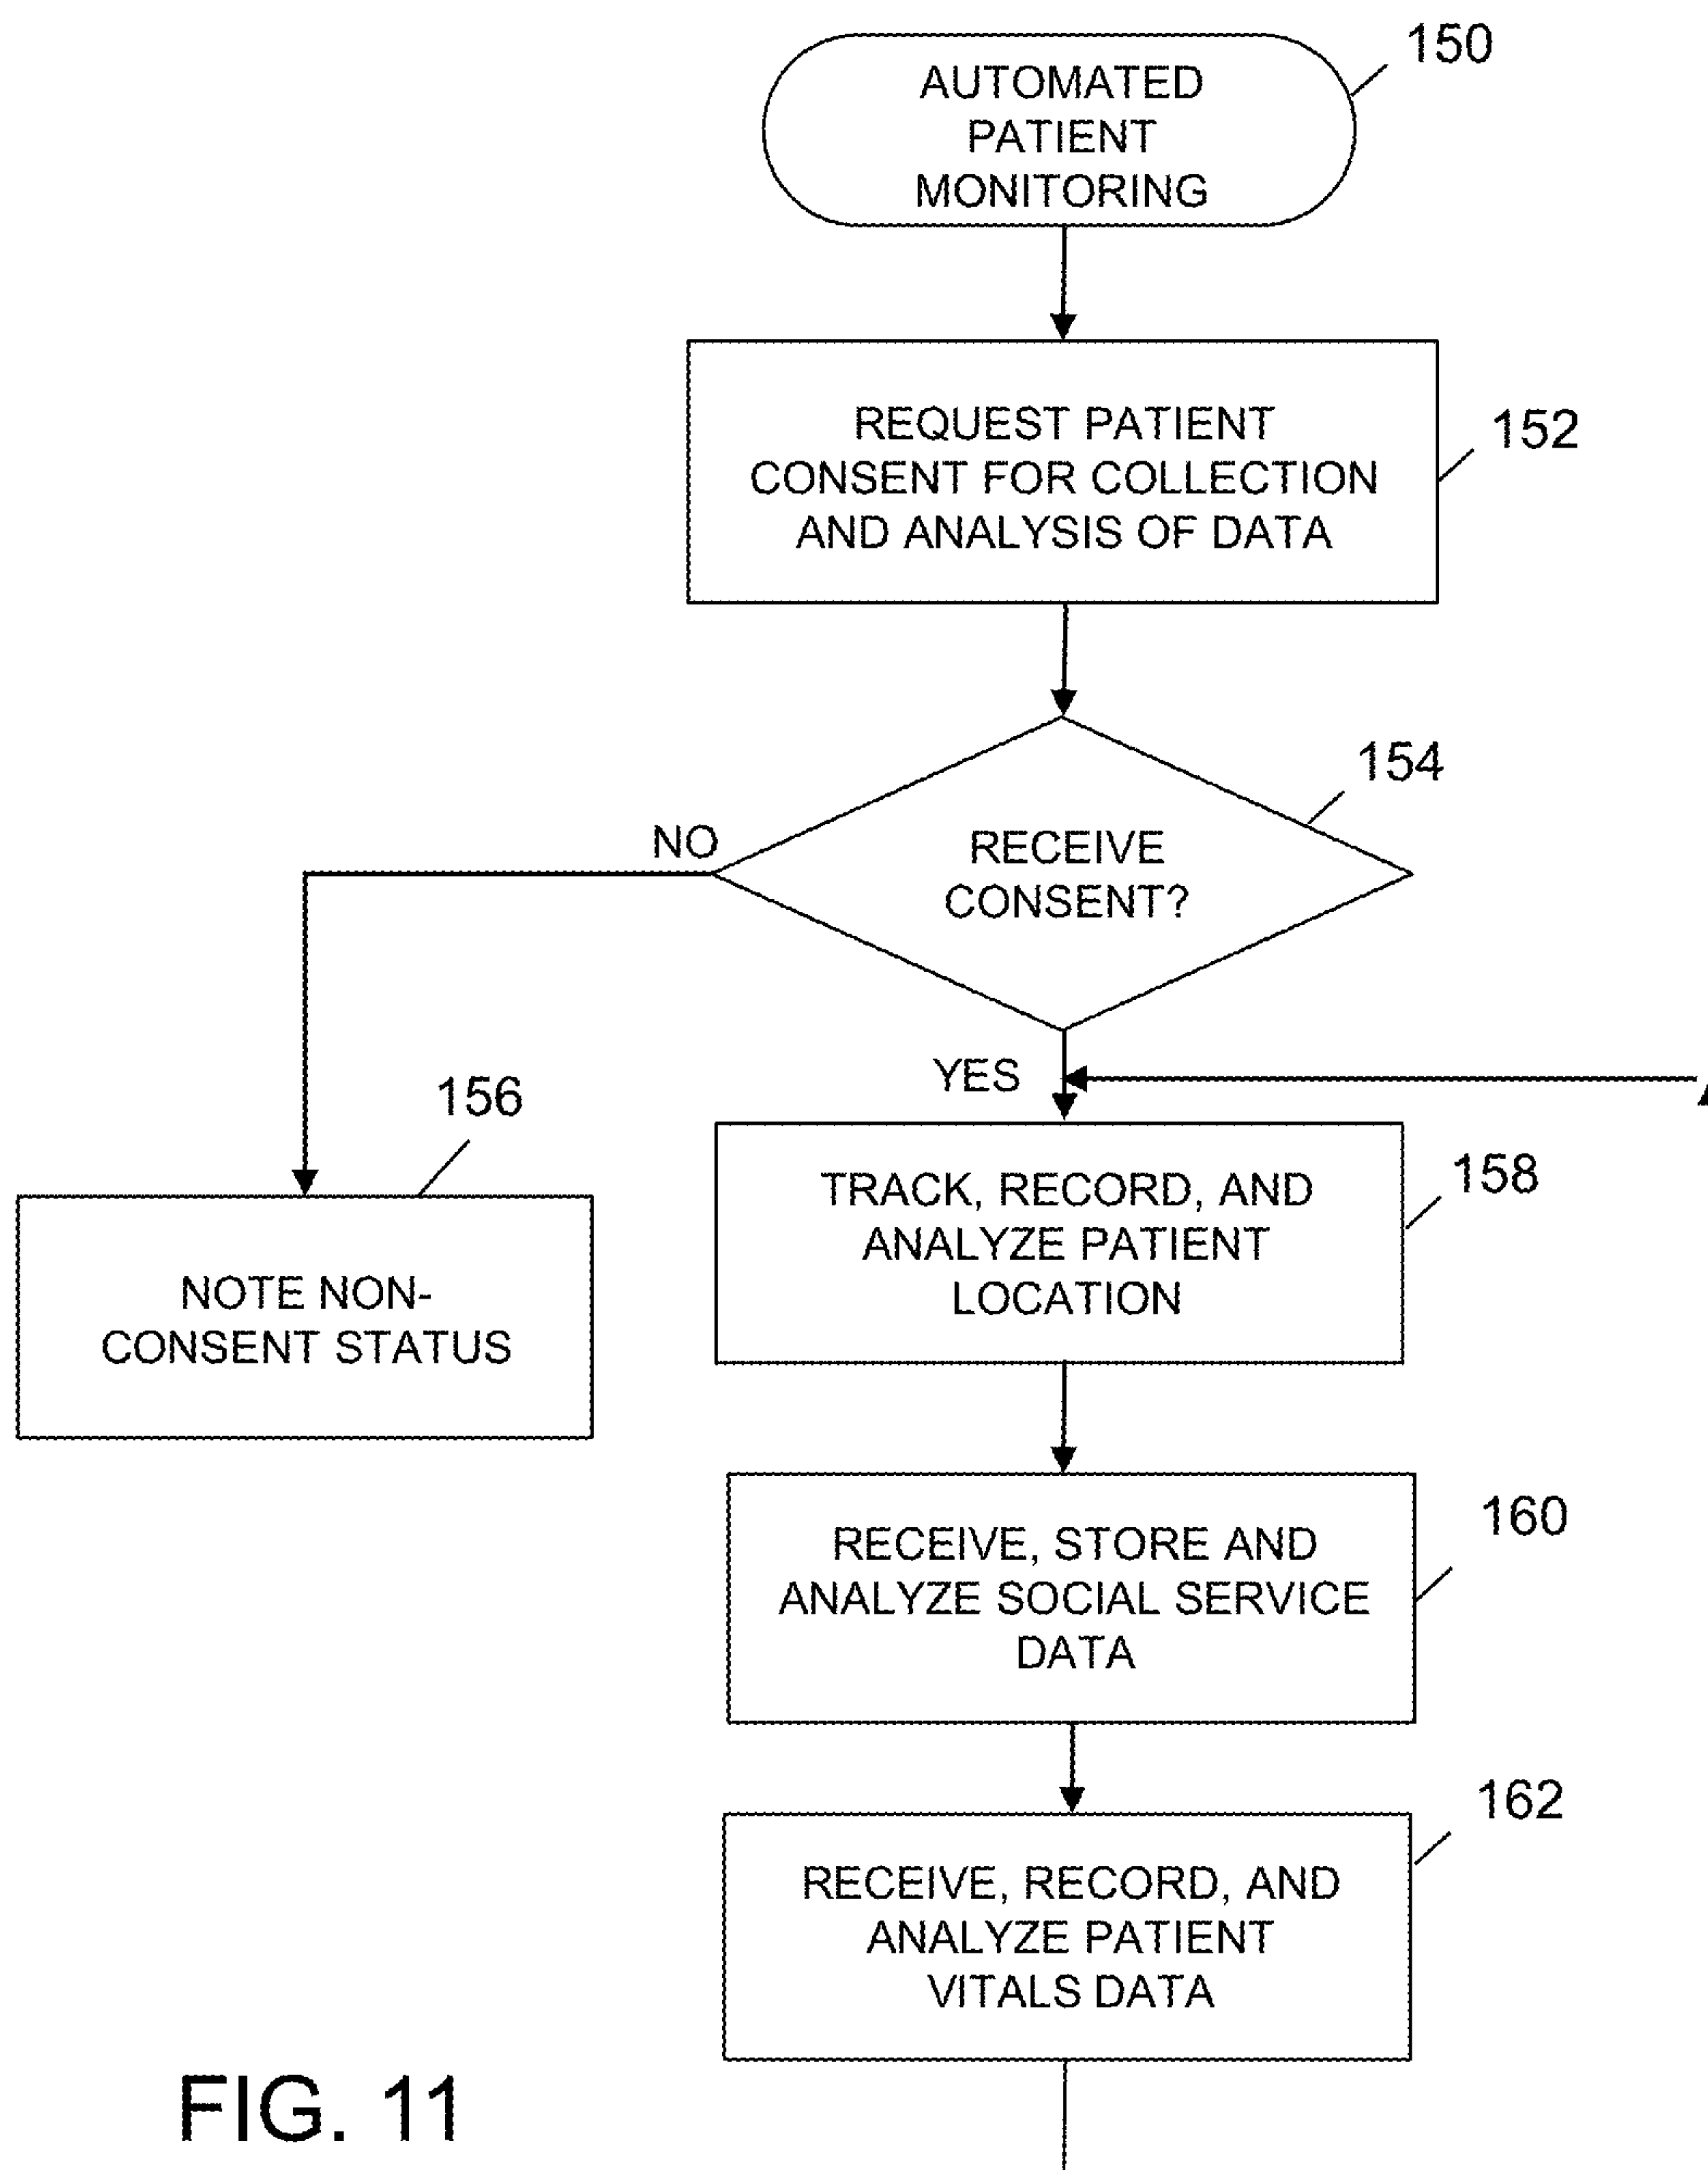 150
AUTOMATED
PATIENT
MONITORING
152
REQUEST PATIENT
CONSENT FOR COLLECTION
AND ANALYSIS OF DATA
154
NO
RECEIVE
CONSENT?
YES
156
NOTE NON-
CONSENT STATUS
158
TRACK, RECORD, AND
ANALYZE PATIENT
LOCATION
160
RECEIVE, STORE AND
ANALYZE SOCIAL SERVICE
DATA
162
RECEIVE, RECORD, AND
ANALYZE PATIENT
VITALS DATA
FIG. 11